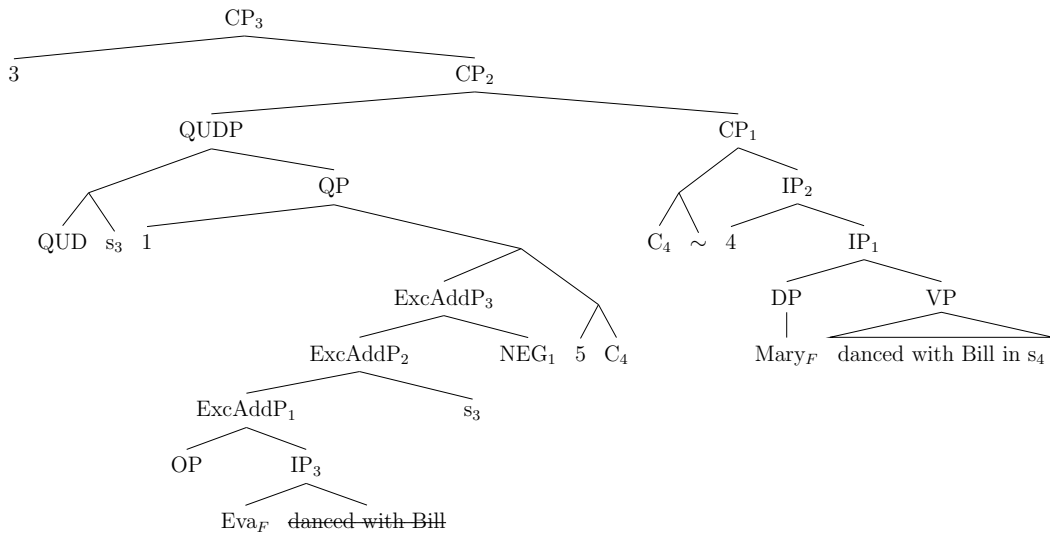 CP₃
3 CP₂
QUDP CP₁
QP IP₂
QUD s₃ 1 C₄ ∼ 4 IP₁
ExcAddP₃ DP VP
ExcAddP₂ NEG₁ 5 C₄ Mary_F danced with Bill in s₄
ExcAddP₁ s₃
OP IP₃
Eva_F danced with Bill